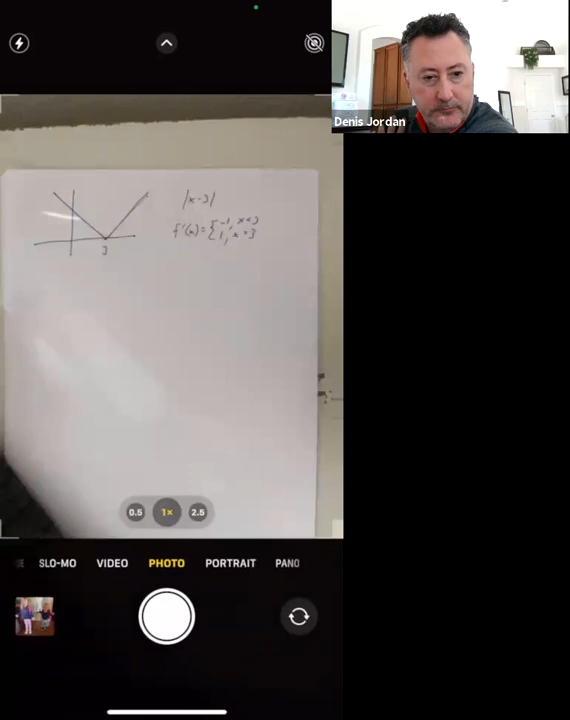 Denis Jordan
|x-3|
f'(x)= { -1, x<3
1, x>3
3
0.5 1× 2.5
SLO-MO VIDEO PHOTO PORTRAIT PANO